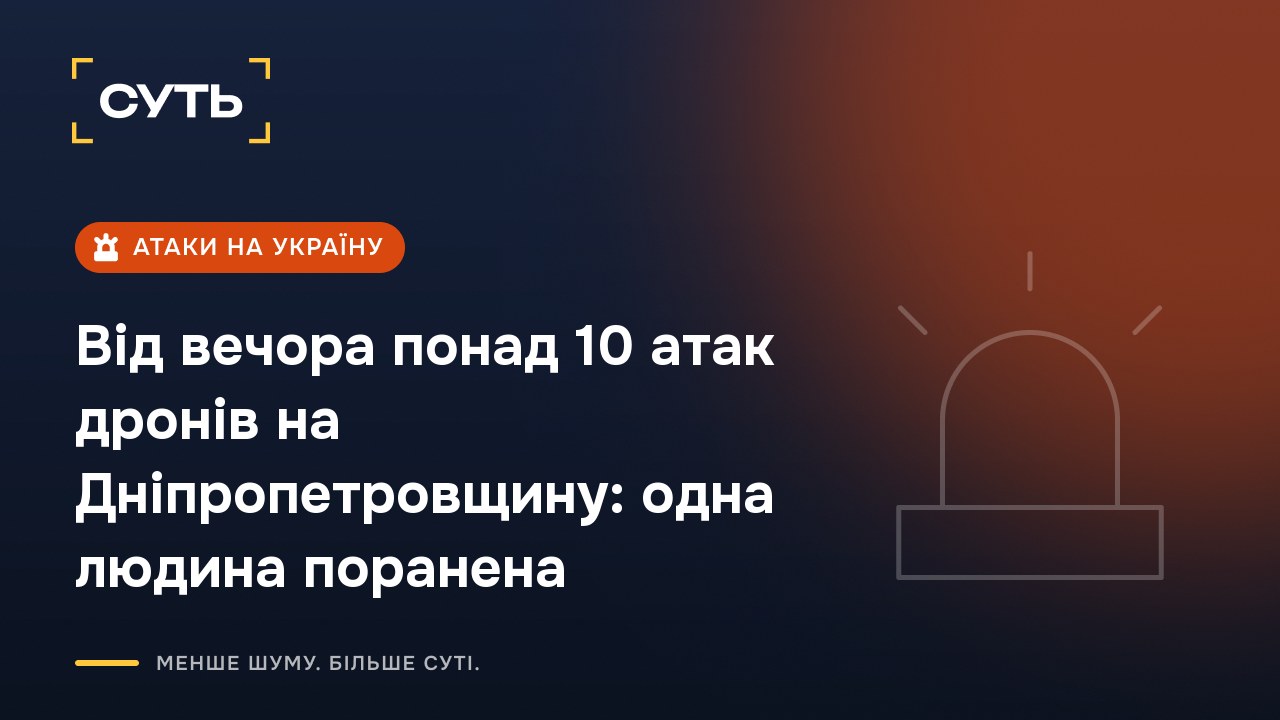 СУТЬ
АТАКИ НА УКРАЇНУ
Від вечора понад 10 атак
дронів на
Дніпропетровщину: одна
людина поранена
МЕНШЕ ШУМУ. БІЛЬШЕ СУТІ.